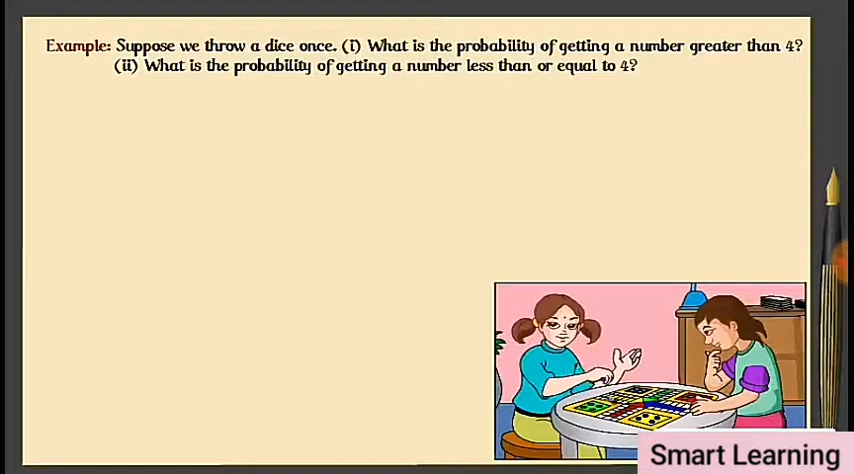 Example: Suppose we throw a dice once. (i) What is the probability of getting a number greater than 4?
(ii) What is the probability of getting a number less than or equal to 4?
Smart Learning